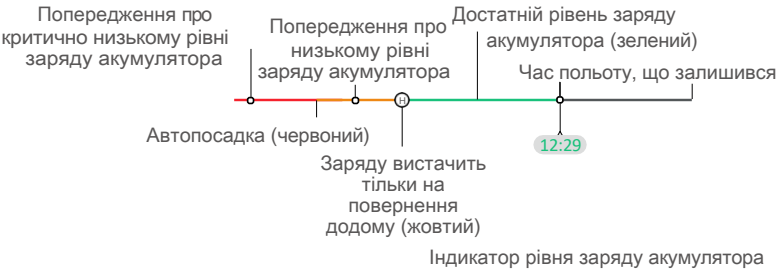 Попередження про
критично низькому рівні
заряду акумулятора
Попередження про
низькому рівні
заряду акумулятора
Достатній рівень заряду
акумулятора (зелений)
Час польоту, що залишився
H
Автопосадка (червоний)
12:29
Заряду вистачить
тільки на
повернення
додому (жовтий)
Індикатор рівня заряду акумулятора